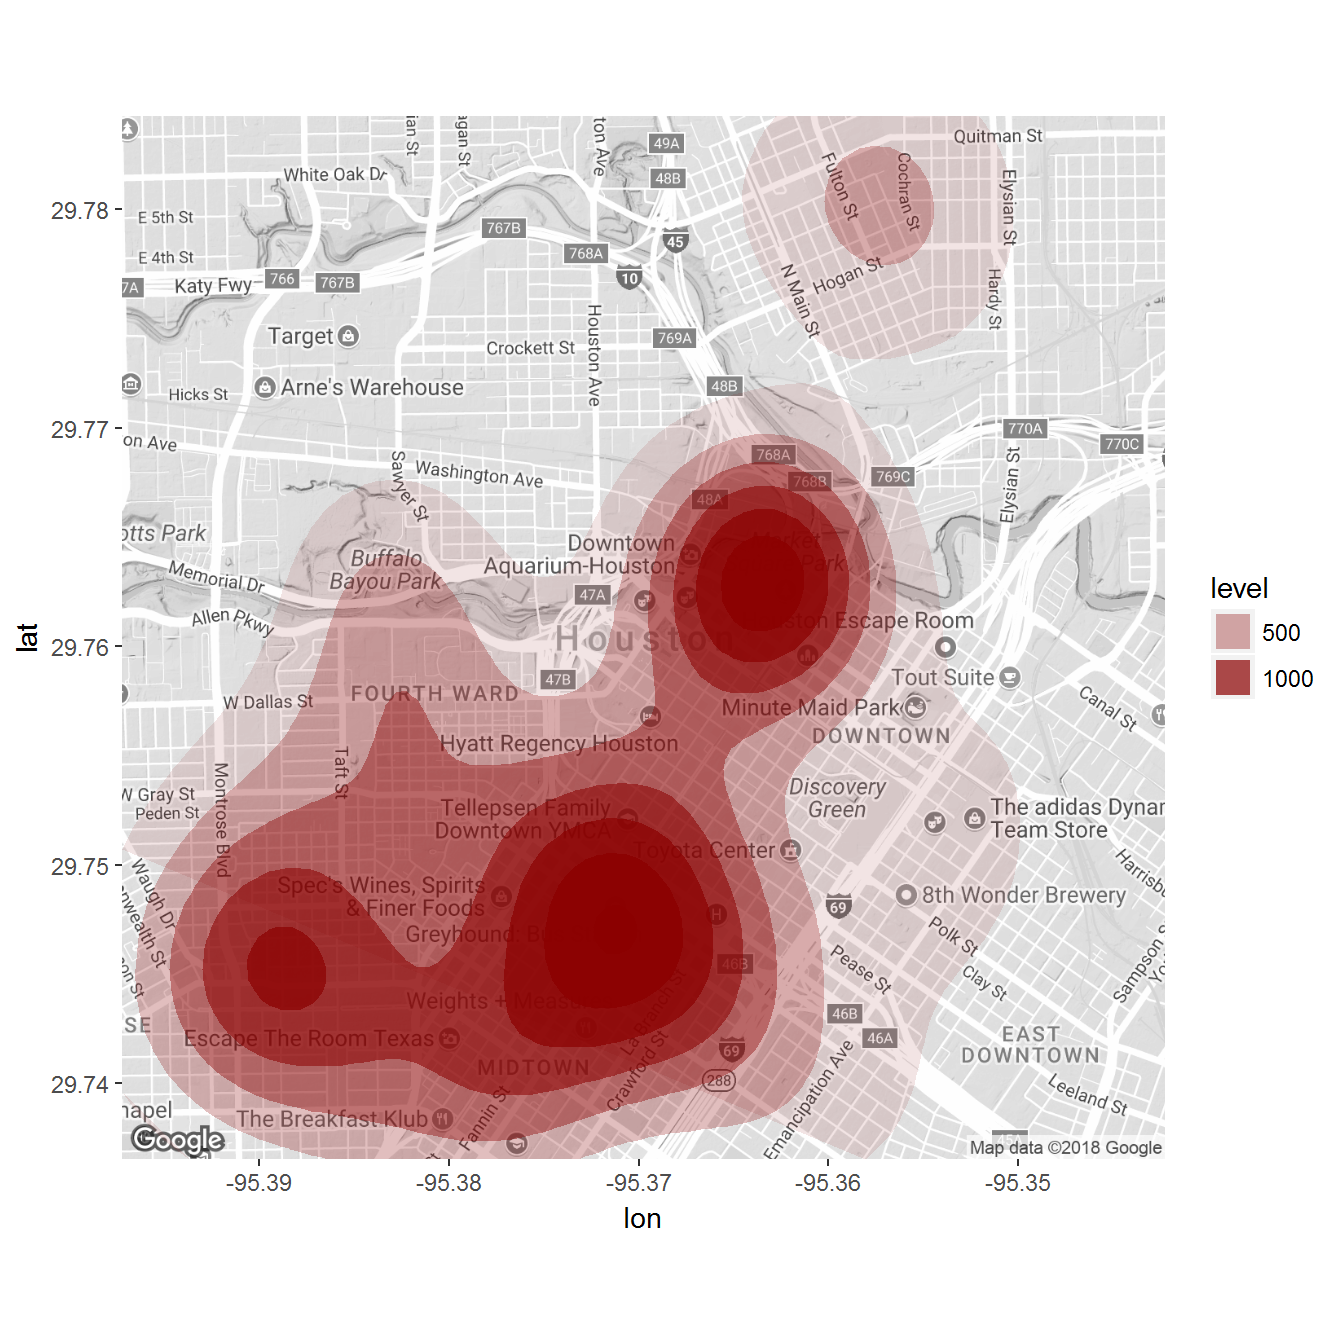 49A
Quitman St
48B
White Oak Dr
Fulton St
Cochran St
Elysian St
29.78
E 5th St
767B
45
768A
E 4th St
10
N Main St
Hogan St
Hardy St
7A
Katy Fwy
766
767B
Houston Ave
Target
769A
Crockett St
48B
Hicks St
Arne's Warehouse
29.77
on Ave
770A
770C
768A
Sawyer St
Washington Ave
768B
769C
Elysian St
48A
otts Park
Downtown
Aquarium-Houston
Market
Park
Buffalo
Bayou Park
Memorial Dr
47A
level
500
1000
Allen Pkwy
ston Escape Room
lat
29.76
Houston
47B
Tout Suite
FOURTH WARD
W Dallas St
Minute Maid Park
Canal St
DOWNTOWN
Hyatt Regency Houston
Taft St
Montrose Blvd
W Gray St
Peden St
Discovery
Green
Tellepsen Family
Downtown YMCA
The adidas Dynar
Team Store
29.75
Toyota Center
Waugh Dr
Spec's Wines, Spirits
& Finer Foods
69
8th Wonder Brewery
Harrisbu
nwealth St
H
Greyhound: Bu
Polk St
on St
46B
Pease St
Clay St
Sampson S
Weights + Meas
La Branch St
46B
SE
Escape The Room Texas
46A
EAST
DOWNTOWN
69
MIDTOWN
Crawford St
288
29.74
Emancipation Ave
Leeland St
hapel
The Breakfast Klub
Fannin St
Google
Map data ©2018 Google
-95.39
-95.38
-95.37
-95.36
-95.35
lon